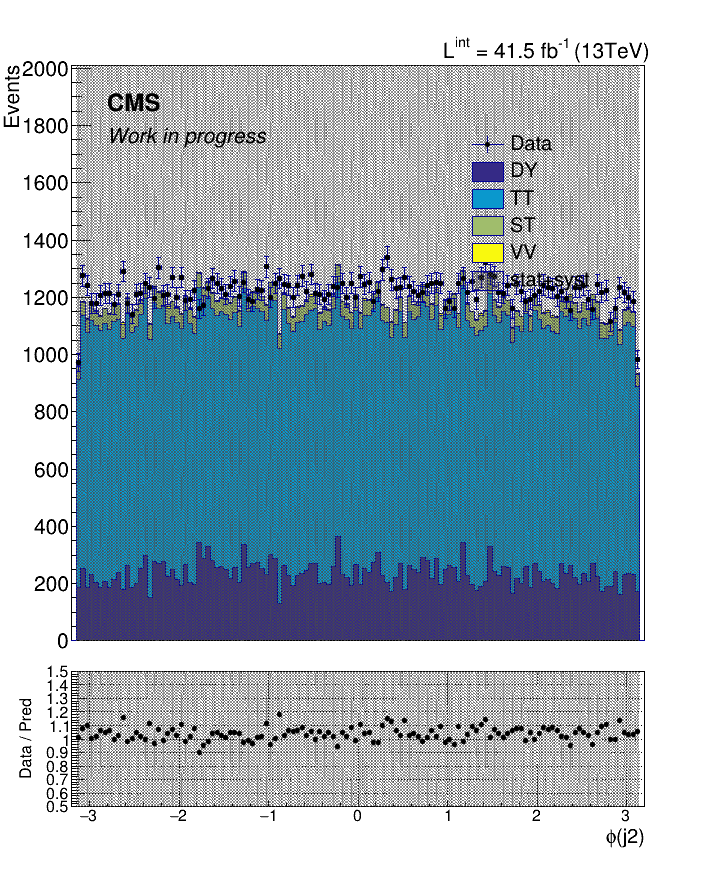 L^int = 41.5 fb^-1 (13TeV)
Events
2000
1800
1600
1400
1200
1000
800
600
400
200
0
CMS
Work in progress
Data
DY
TT
ST
VV
stat+syst
Data / Pred
1.5
1.4
1.3
1.2
1.1
1
0.9
0.8
0.7
0.6
0.5
−3 −2 −1 0 1 2 3
ϕ(j2)